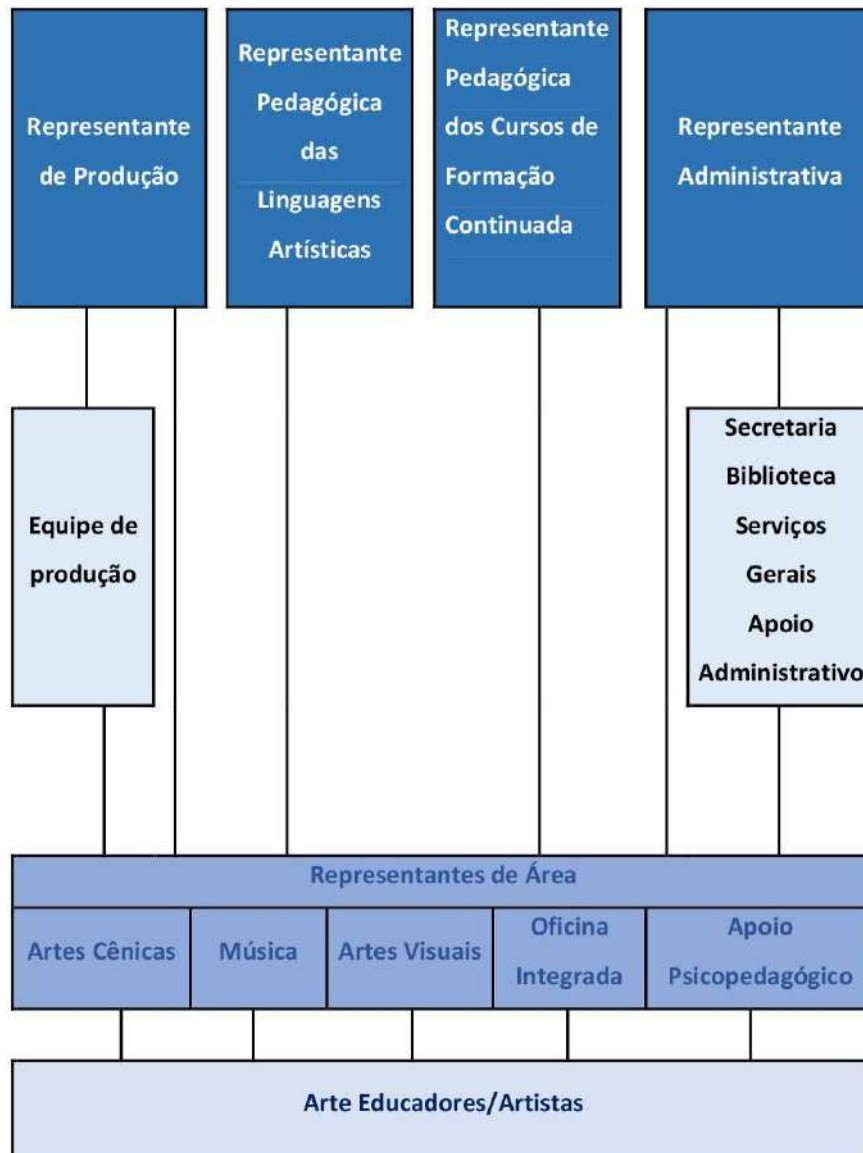 Representante
de Produção
Representante
Pedagógica
das
Linguagens
Artísticas
Representante
Pedagógica
dos Cursos de
Formação
Continuada
Representante
Administrativa
Equipe de
produção
Secretaria
Biblioteca
Serviços
Gerais
Apoio
Administrativo
Representantes de Área
Artes Cênicas
Música
Artes Visuais
Oficina
Integrada
Apoio
Psicopedagógico
Arte Educadores/Artistas